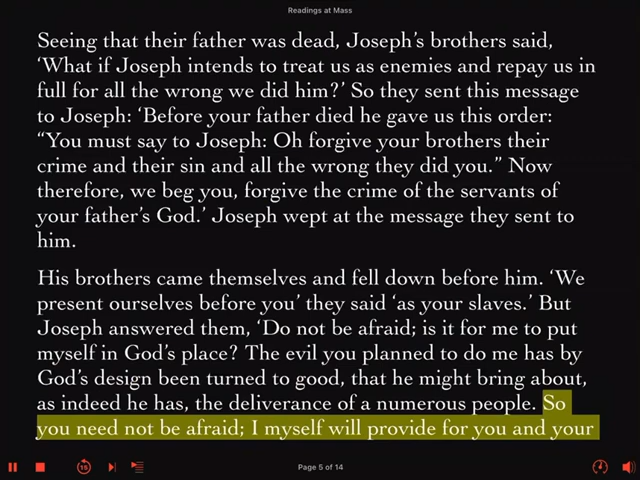 Readings at Mass
Seeing that their father was dead, Joseph’s brothers said,
‘What if Joseph intends to treat us as enemies and repay us in
full for all the wrong we did him?’ So they sent this message
to Joseph: ‘Before your father died he gave us this order:
“You must say to Joseph: Oh forgive your brothers their
crime and their sin and all the wrong they did you.” Now
therefore, we beg you, forgive the crime of the servants of
your father’s God.’ Joseph wept at the message they sent to
him.
His brothers came themselves and fell down before him. ‘We
present ourselves before you’ they said ‘as your slaves.’ But
Joseph answered them, ‘Do not be afraid; is it for me to put
myself in God’s place? The evil you planned to do me has by
God’s design been turned to good, that he might bring about,
as indeed he has, the deliverance of a numerous people. So
you need not be afraid; I myself will provide for you and your
15
Page 5 of 14